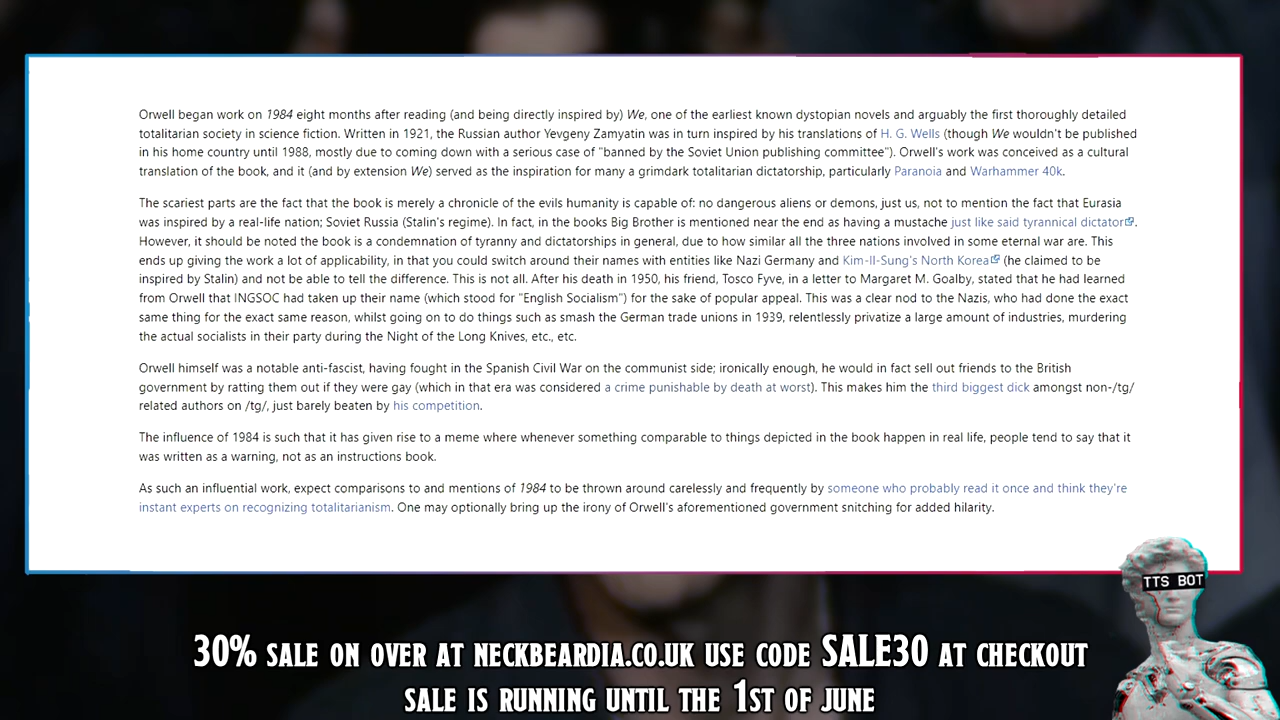 Orwell began work on 1984 eight months after reading (and being directly inspired by) We, one of the earliest known dystopian novels and arguably the first thoroughly detailed
totalitarian society in science fiction. Written in 1921, the Russian author Yevgeny Zamyatin was in turn inspired by his translations of H. G. Wells (though We wouldn't be published
in his home country until 1988, mostly due to coming down with a serious case of "banned by the Soviet Union publishing committee"). Orwell's work was conceived as a cultural
translation of the book, and it (and by extension We) served as the inspiration for many a grimdark totalitarian dictatorship, particularly Paranoia and Warhammer 40k.
The scariest parts are the fact that the book is merely a chronicle of the evils humanity is capable of: no dangerous aliens or demons, just us, not to mention the fact that Eurasia
was inspired by a real-life nation; Soviet Russia (Stalin's regime). In fact, in the books Big Brother is mentioned near the end as having a mustache just like said tyrannical dictator.
However, it should be noted the book is a condemnation of tyranny and dictatorships in general, due to how similar all the three nations involved in some eternal war are. This
ends up giving the work a lot of applicability, in that you could switch around their names with entities like Nazi Germany and Kim-Il-Sung's North Korea (he claimed to be
inspired by Stalin) and not be able to tell the difference. This is not all. After his death in 1950, his friend, Tosco Fyve, in a letter to Margaret M. Goalby, stated that he had learned
from Orwell that INGSOC had taken up their name (which stood for "English Socialism") for the sake of popular appeal. This was a clear nod to the Nazis, who had done the exact
same thing for the exact same reason, whilst going on to do things such as smash the German trade unions in 1939, relentlessly privatize a large amount of industries, murdering
the actual socialists in their party during the Night of the Long Knives, etc., etc.
Orwell himself was a notable anti-fascist, having fought in the Spanish Civil War on the communist side; ironically enough, he would in fact sell out friends to the British
government by ratting them out if they were gay (which in that era was considered a crime punishable by death at worst). This makes him the third biggest dick amongst non-/tg/
related authors on /tg/, just barely beaten by his competition.
The influence of 1984 is such that it has given rise to a meme where whenever something comparable to things depicted in the book happen in real life, people tend to say that it
was written as a warning, not as an instructions book.
As such an influential work, expect comparisons to and mentions of 1984 to be thrown around carelessly and frequently by someone who probably read it once and think they're
instant experts on recognizing totalitarianism. One may optionally bring up the irony of Orwell's aforementioned government snitching for added hilarity.
TTS BOT
30% SALE ON OVER AT NECKBEARDIA.CO.UK USE CODE SALE30 AT CHECKOUT
SALE IS RUNNING UNTIL THE 1ST OF JUNE